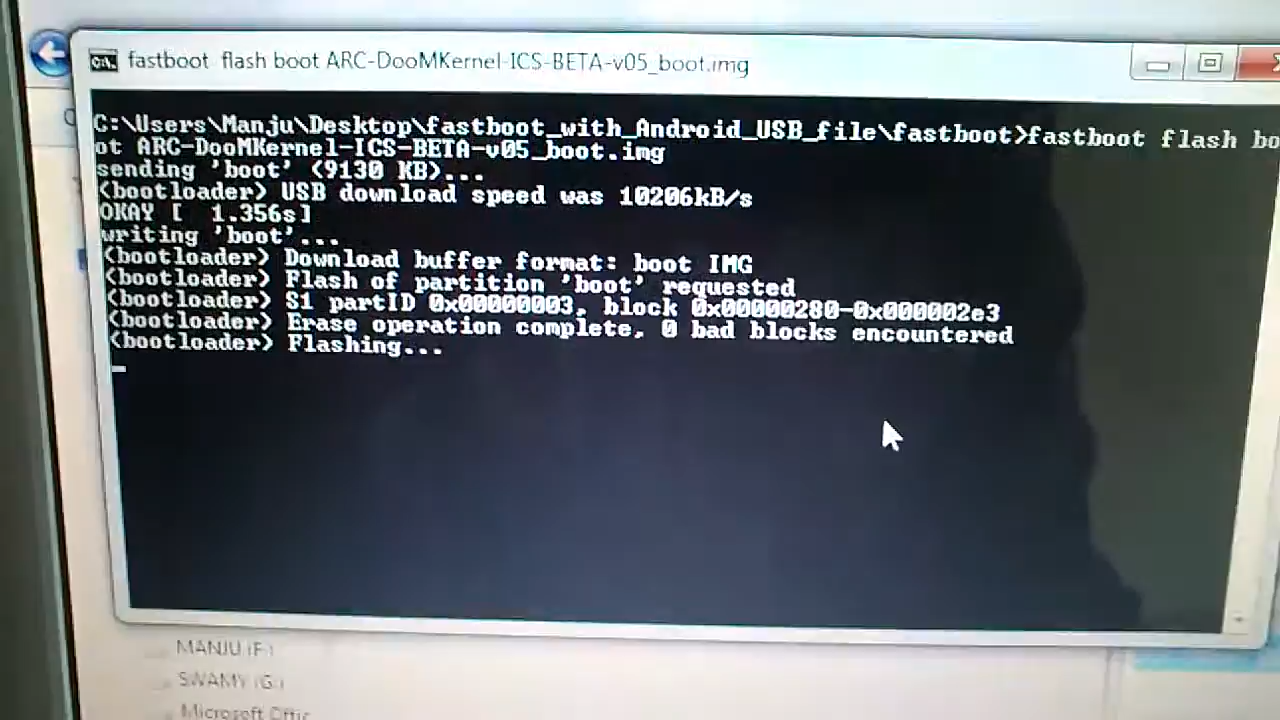 fastboot flash boot ARC-DooMKernel-ICS-BETA-v05_boot.img
C:\Users\Manju\Desktop\fastboot_with_Android_USB_file\fastboot>fastboot flash bo
ot ARC-DooMKernel-ICS-BETA-v05_boot.img
sending 'boot' (9130 KB)...
(bootloader) USB download speed was 10206kB/s
OKAY [  1.356s]
writing 'boot'...
(bootloader) Download buffer format: boot IMG
(bootloader) Flash of partition 'boot' requested
(bootloader) S1 partID 0x00000003, block 0x00000280-0x000002e3
(bootloader) Erase operation complete, 0 bad blocks encountered
(bootloader) Flashing...
MANJU (F:)
SWAMY (G:)
Microsoft Offic